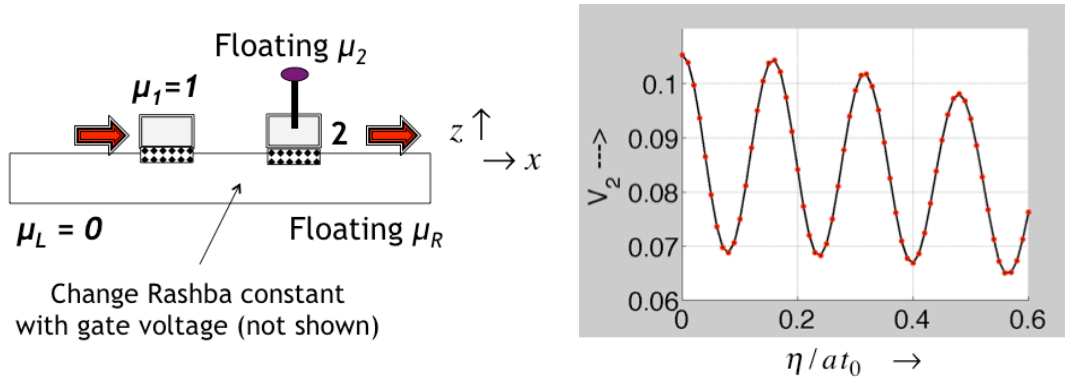 Floating μ₂
μ₁=1
2
z ↑
→ x
μL = 0
Floating μR
Change Rashba constant
with gate voltage (not shown)
V₂ --->
0.1
0.09
0.08
0.07
0.06
0
0.2
0.4
0.6
η / at₀ →